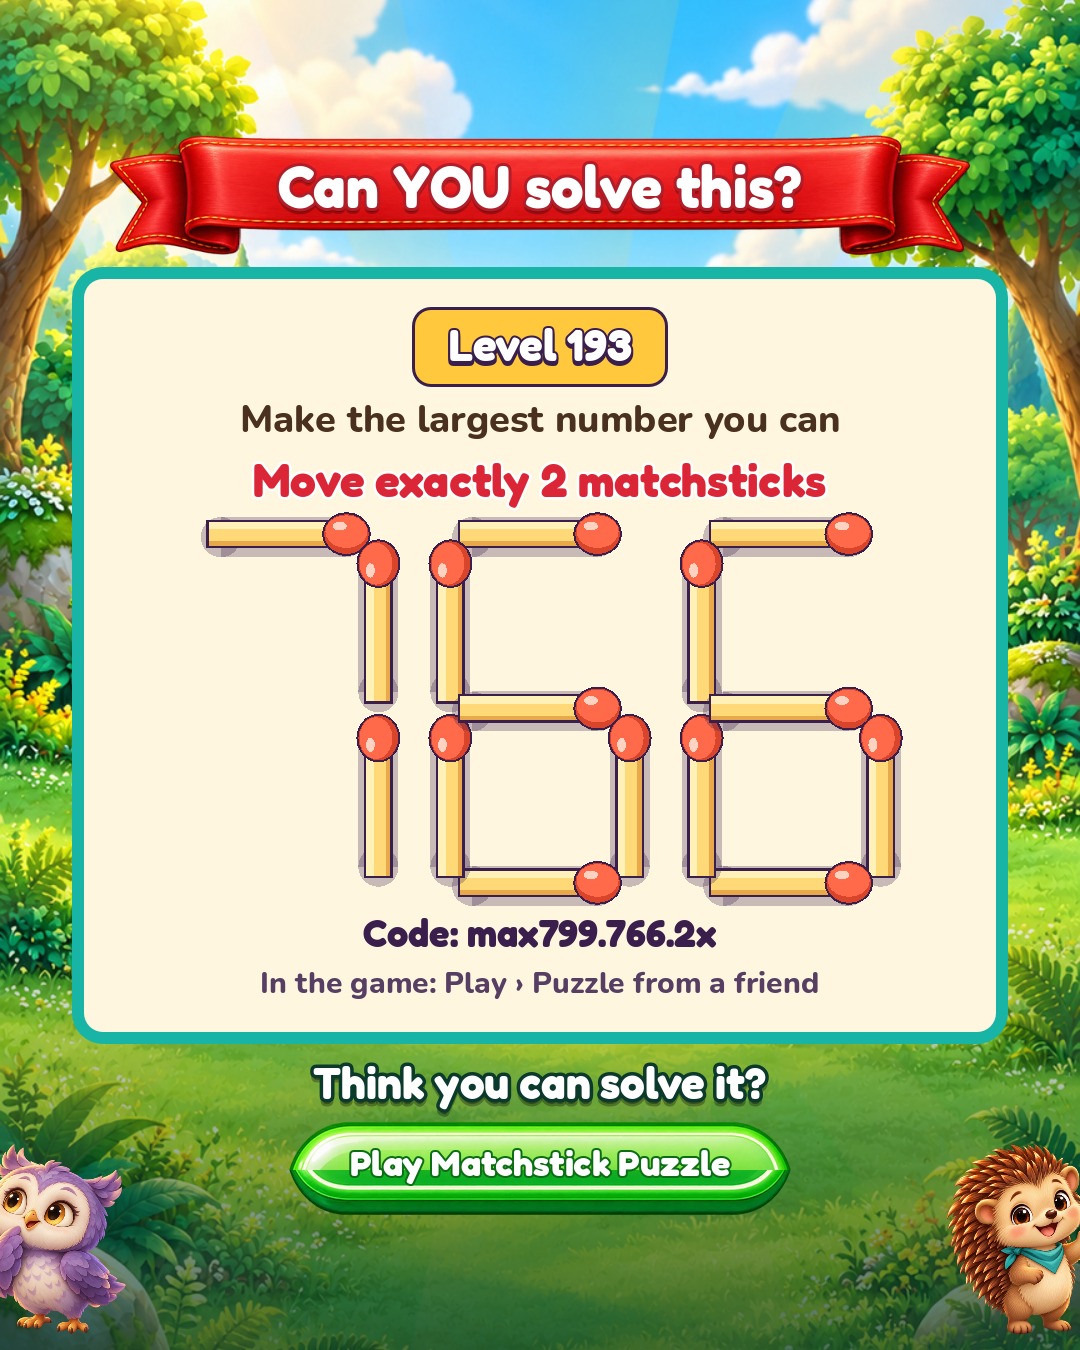 Can YOU solve this?
Level 193
Make the largest number you can
Move exactly 2 matchsticks
766
Code: max799.766.2x
In the game: Play › Puzzle from a friend
Think you can solve it?
Play Matchstick Puzzle